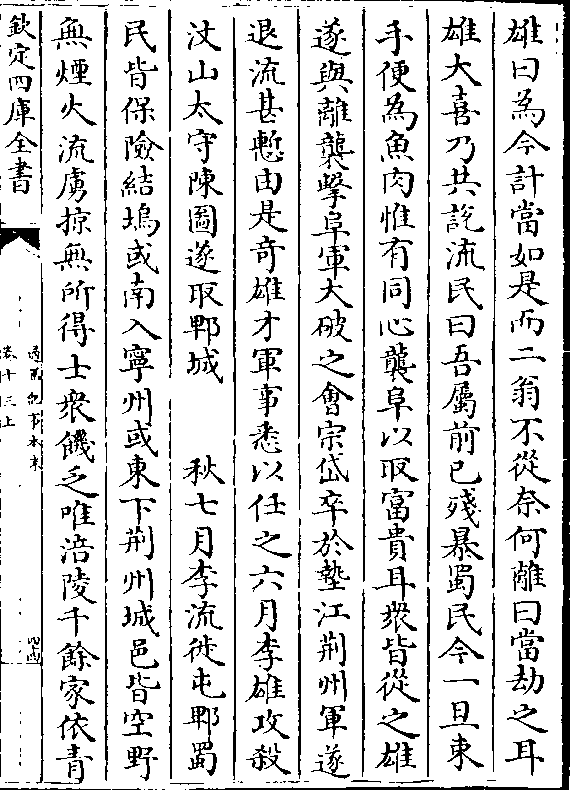 雄曰為今計當如是而二翁不從柰何離曰當劫之耳
雄大喜乃共說流民曰吾屬前已殘暴蜀民今一旦束
手便為魚肉惟有同心襲阜以取富貴耳衆皆從之雄
遂與離襲擊阜軍大破之會宗岱卒於墊江荆州軍遂
退流甚慙由是竒雄才軍事悉以任之六月李雄攻殺
汶山太守陳圖遂取郫城　秋七月李流徙屯郫蜀
民皆保險結塢或南入寧州或東下荆州城邑皆空野
無煙火流虜掠無所得士衆饑乏唯涪陵千餘家依青
欽定四庫全書
通鑑紀事本末
卷十三上
四十四